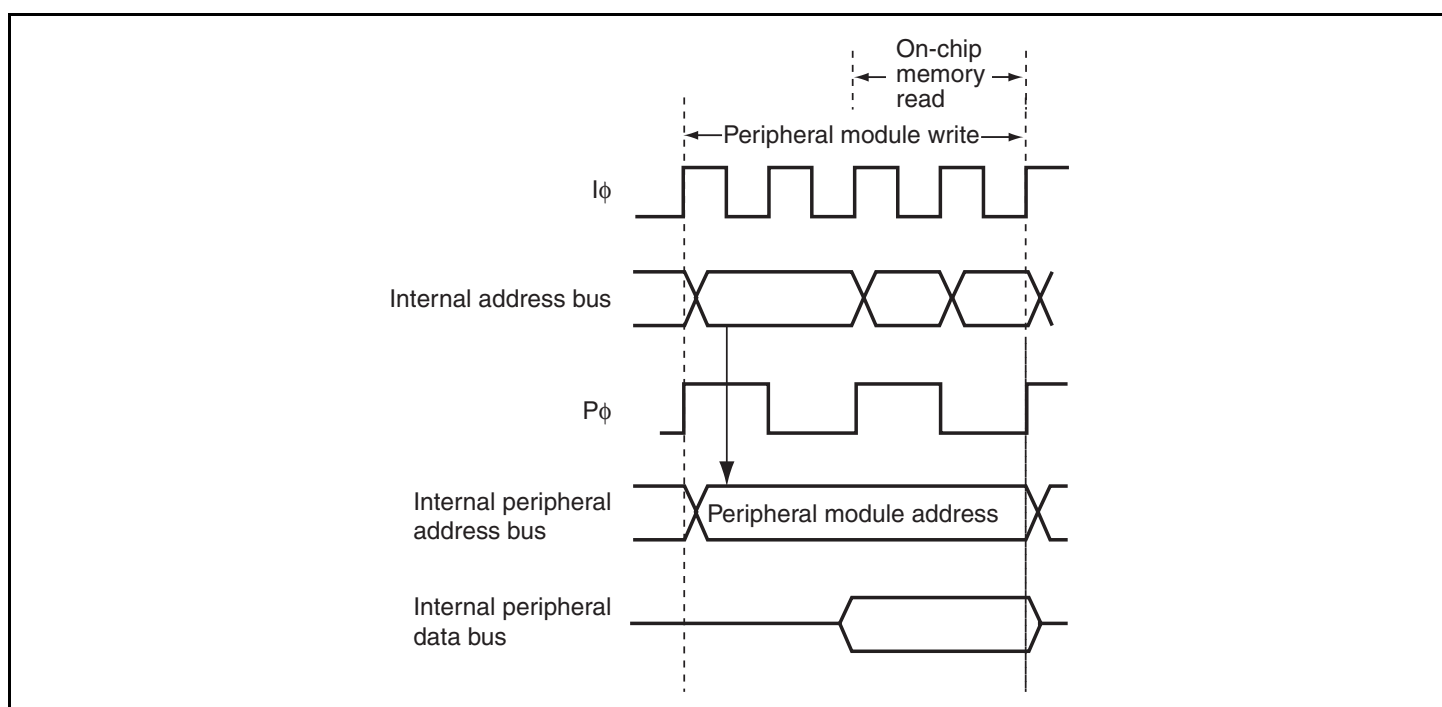 On-chip
memory
read
Peripheral module write
Iϕ
Internal address bus
Pϕ
Internal peripheral
address bus
Peripheral module address
Internal peripheral
data bus